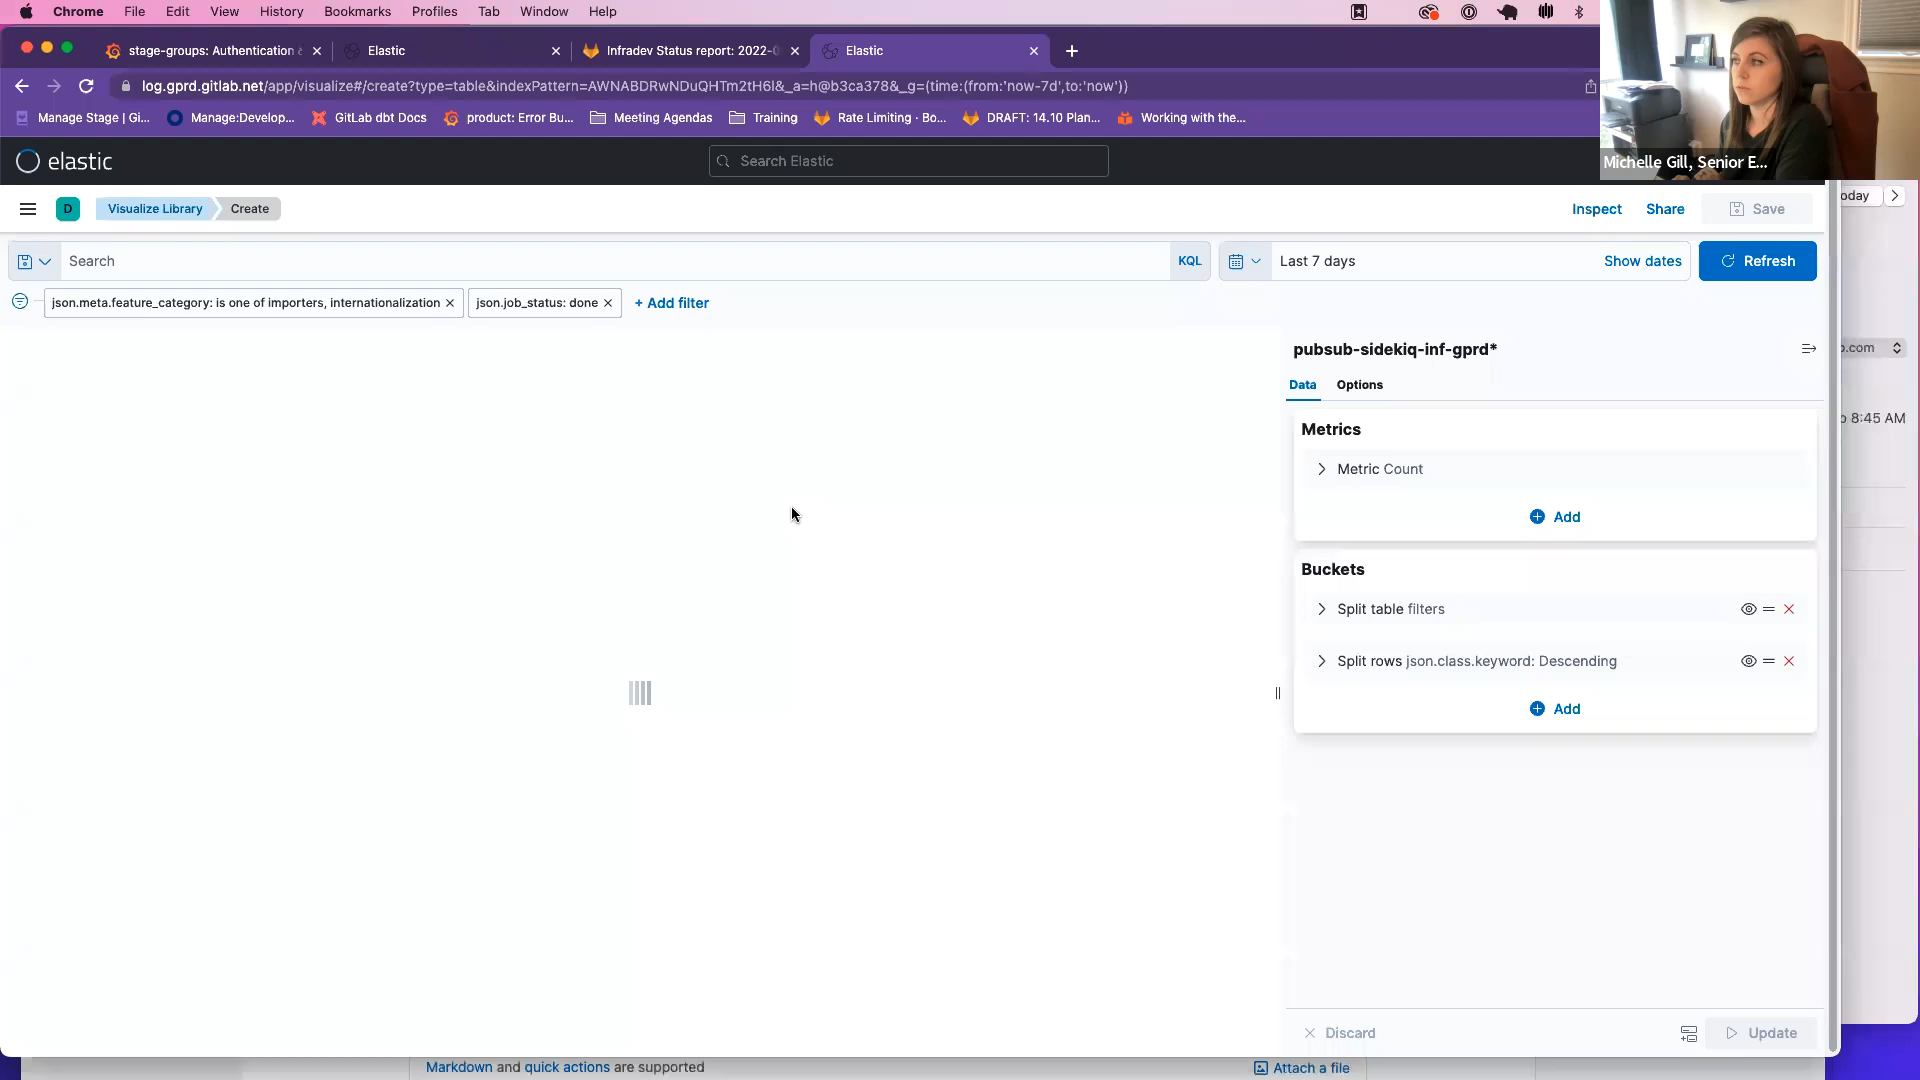 Chrome File Edit View History Bookmarks Profiles Tab Window Help
stage-groups: Authentication
Elastic
Infradev Status report: 2022-0
Elastic
log.gprd.gitlab.net/app/visualize#/create?type=table&indexPattern=AWNABDRwNDuQHTm2tH6l&_a=h@b3ca378&_g=(time:(from:'now-7d',to:'now'))
Manage Stage | Gi... Manage:Develop... GitLab dbt Docs product: Error Bu... Meeting Agendas Training Rate Limiting · Bo... DRAFT: 14.10 Plan... Working with the...
Michelle Gill, Senior E...
elastic
Search Elastic
oday
D
Visualize Library
Create
Inspect
Share
Save
Search
KQL
Last 7 days
Show dates
Refresh
json.meta.feature_category: is one of importers, internationalization
json.job_status: done
+ Add filter
pubsub-sidekiq-inf-gprd*
.com
Data
Options
8:45 AM
Metrics
Metric Count
Add
Buckets
Split table filters
Split rows json.class.keyword: Descending
Add
Discard
Update
Markdown and quick actions are supported
Attach a file